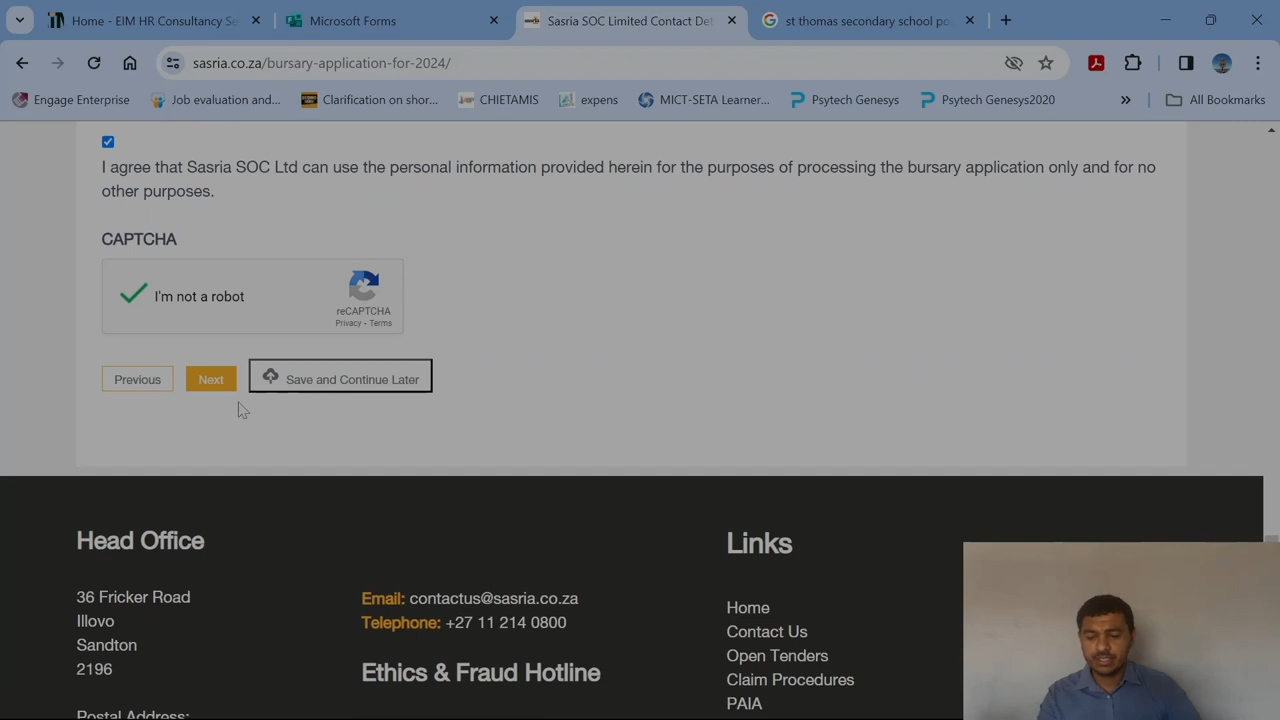 Home - EIM HR Consultancy Se
Microsoft Forms
Sasria SOC Limited Contact Det
st thomas secondary school po
sasria.co.za/bursary-application-for-2024/
Engage Enterprise
Job evaluation and...
Clarification on shor...
CHIETAMIS
expens
MICT-SETA Learner...
Psytech Genesys
Psytech Genesys2020
All Bookmarks
I agree that Sasria SOC Ltd can use the personal information provided herein for the purposes of processing the bursary application only and for no
other purposes.
CAPTCHA
I'm not a robot
reCAPTCHA
Privacy - Terms
Previous
Next
Save and Continue Later
Head Office
36 Fricker Road
Illovo
Sandton
2196
Postal Address:
Email: contactus@sasria.co.za
Telephone: +27 11 214 0800
Ethics & Fraud Hotline
Links
Home
Contact Us
Open Tenders
Claim Procedures
PAIA